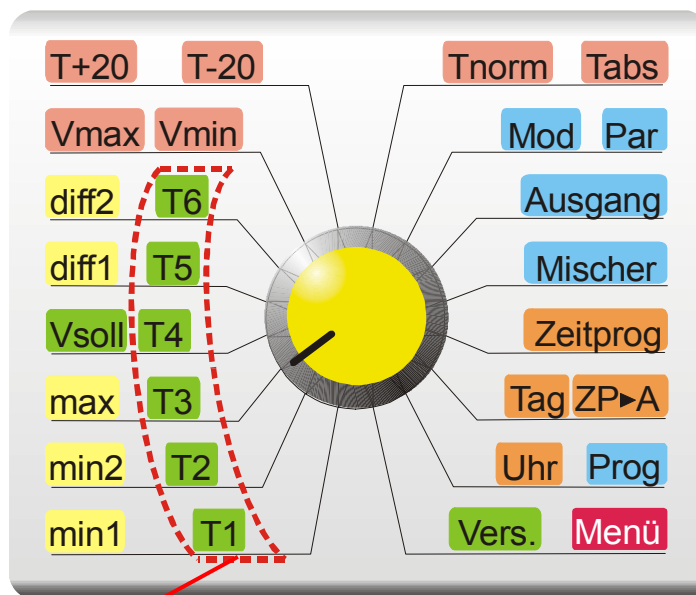 T+20 T-20 Tnorm Tabs
Vmax Vmin Mod Par
diff2 T6 Ausgang
diff1 T5 Mischer
Vsoll T4 Zeitprog
max T3 Tag ZP►A
min2 T2 Uhr Prog
min1 T1 Vers. Menü